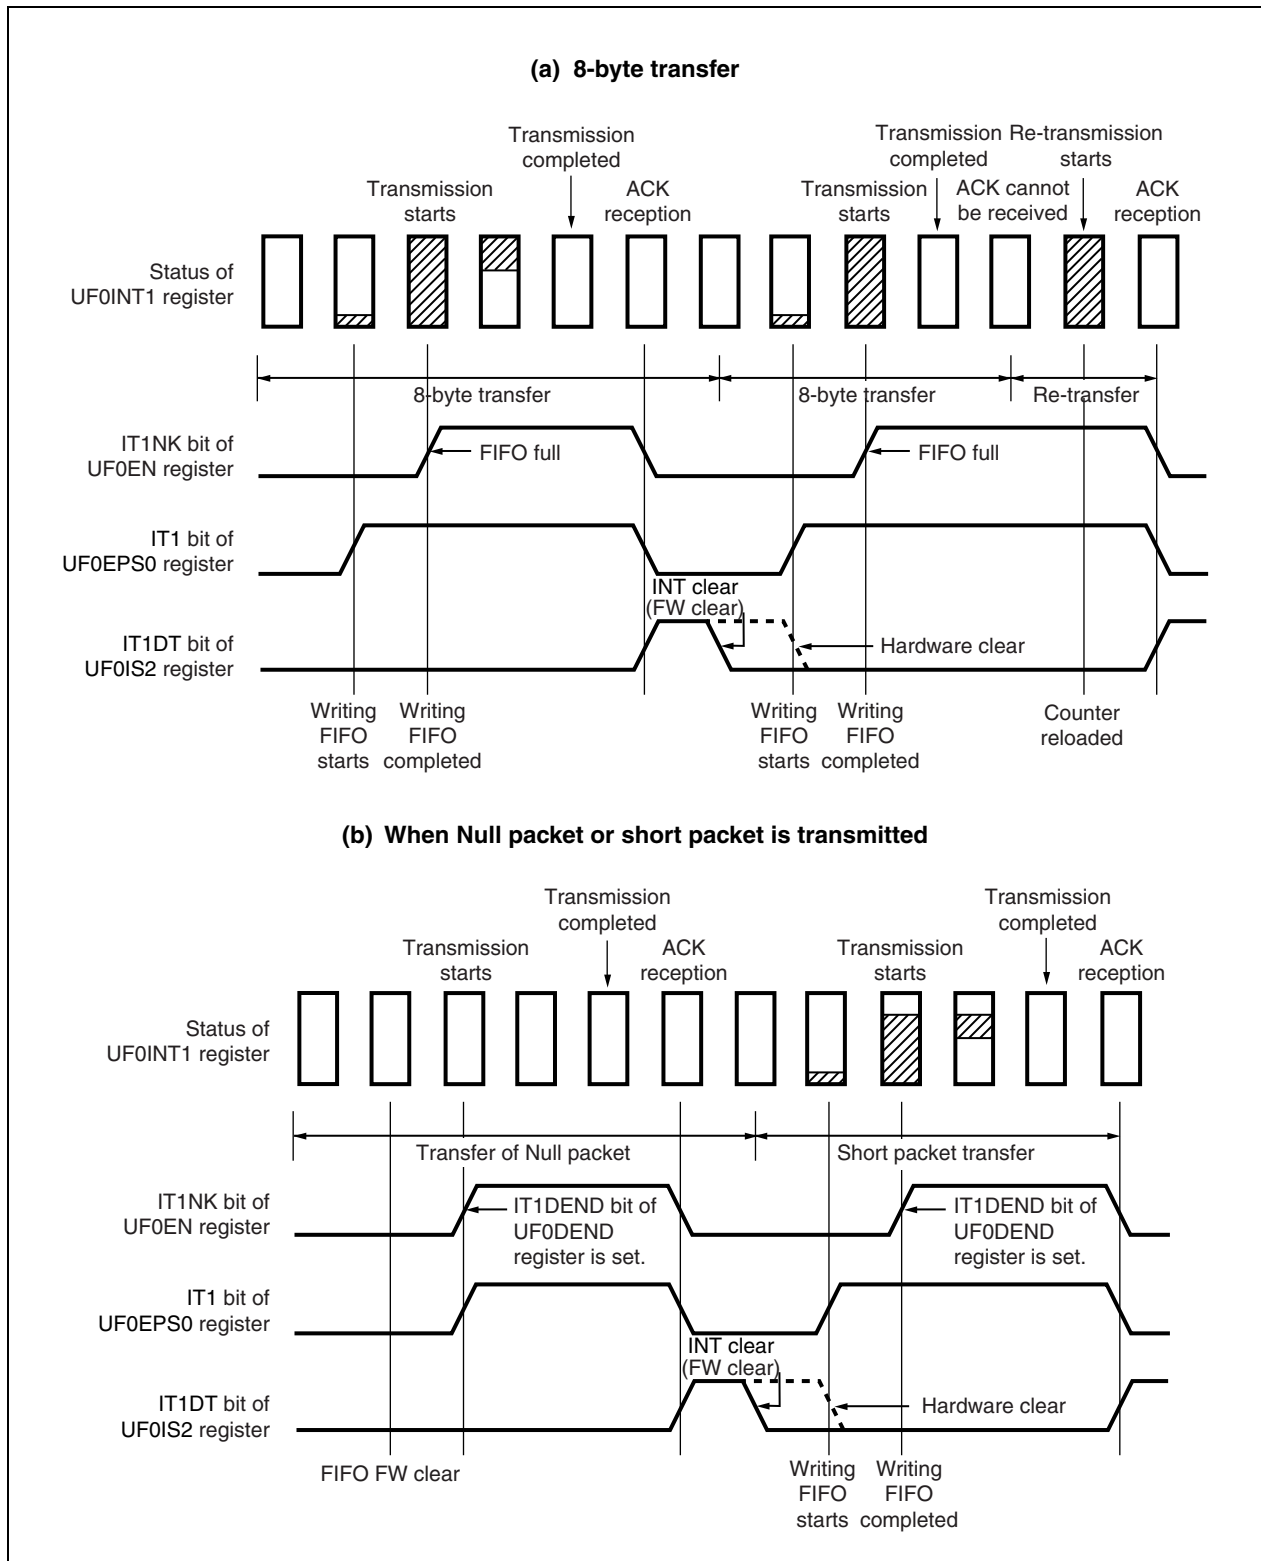 (a) 8-byte transfer
Transmission
completed
Transmission
completed
Re-transmission
starts
Transmission
starts
ACK
reception
Transmission
starts
ACK cannot
be received
ACK
reception
Status of
UF0INT1 register
8-byte transfer
8-byte transfer
Re-transfer
IT1NK bit of
UF0EN register
FIFO full
FIFO full
IT1 bit of
UF0EPS0 register
INT clear
(FW clear)
IT1DT bit of
UF0IS2 register
Hardware clear
Writing
FIFO
starts
Writing
FIFO
completed
Writing
FIFO
starts
Writing
FIFO
completed
Counter
reloaded
(b) When Null packet or short packet is transmitted
Transmission
completed
Transmission
completed
Transmission
starts
ACK
reception
Transmission
starts
ACK
reception
Status of
UF0INT1 register
Transfer of Null packet
Short packet transfer
IT1NK bit of
UF0EN register
IT1DEND bit of
UF0DEND
register is set.
IT1DEND bit of
UF0DEND
register is set.
IT1 bit of
UF0EPS0 register
INT clear
(FW clear)
IT1DT bit of
UF0IS2 register
Hardware clear
FIFO FW clear
Writing
FIFO
starts
Writing
FIFO
completed